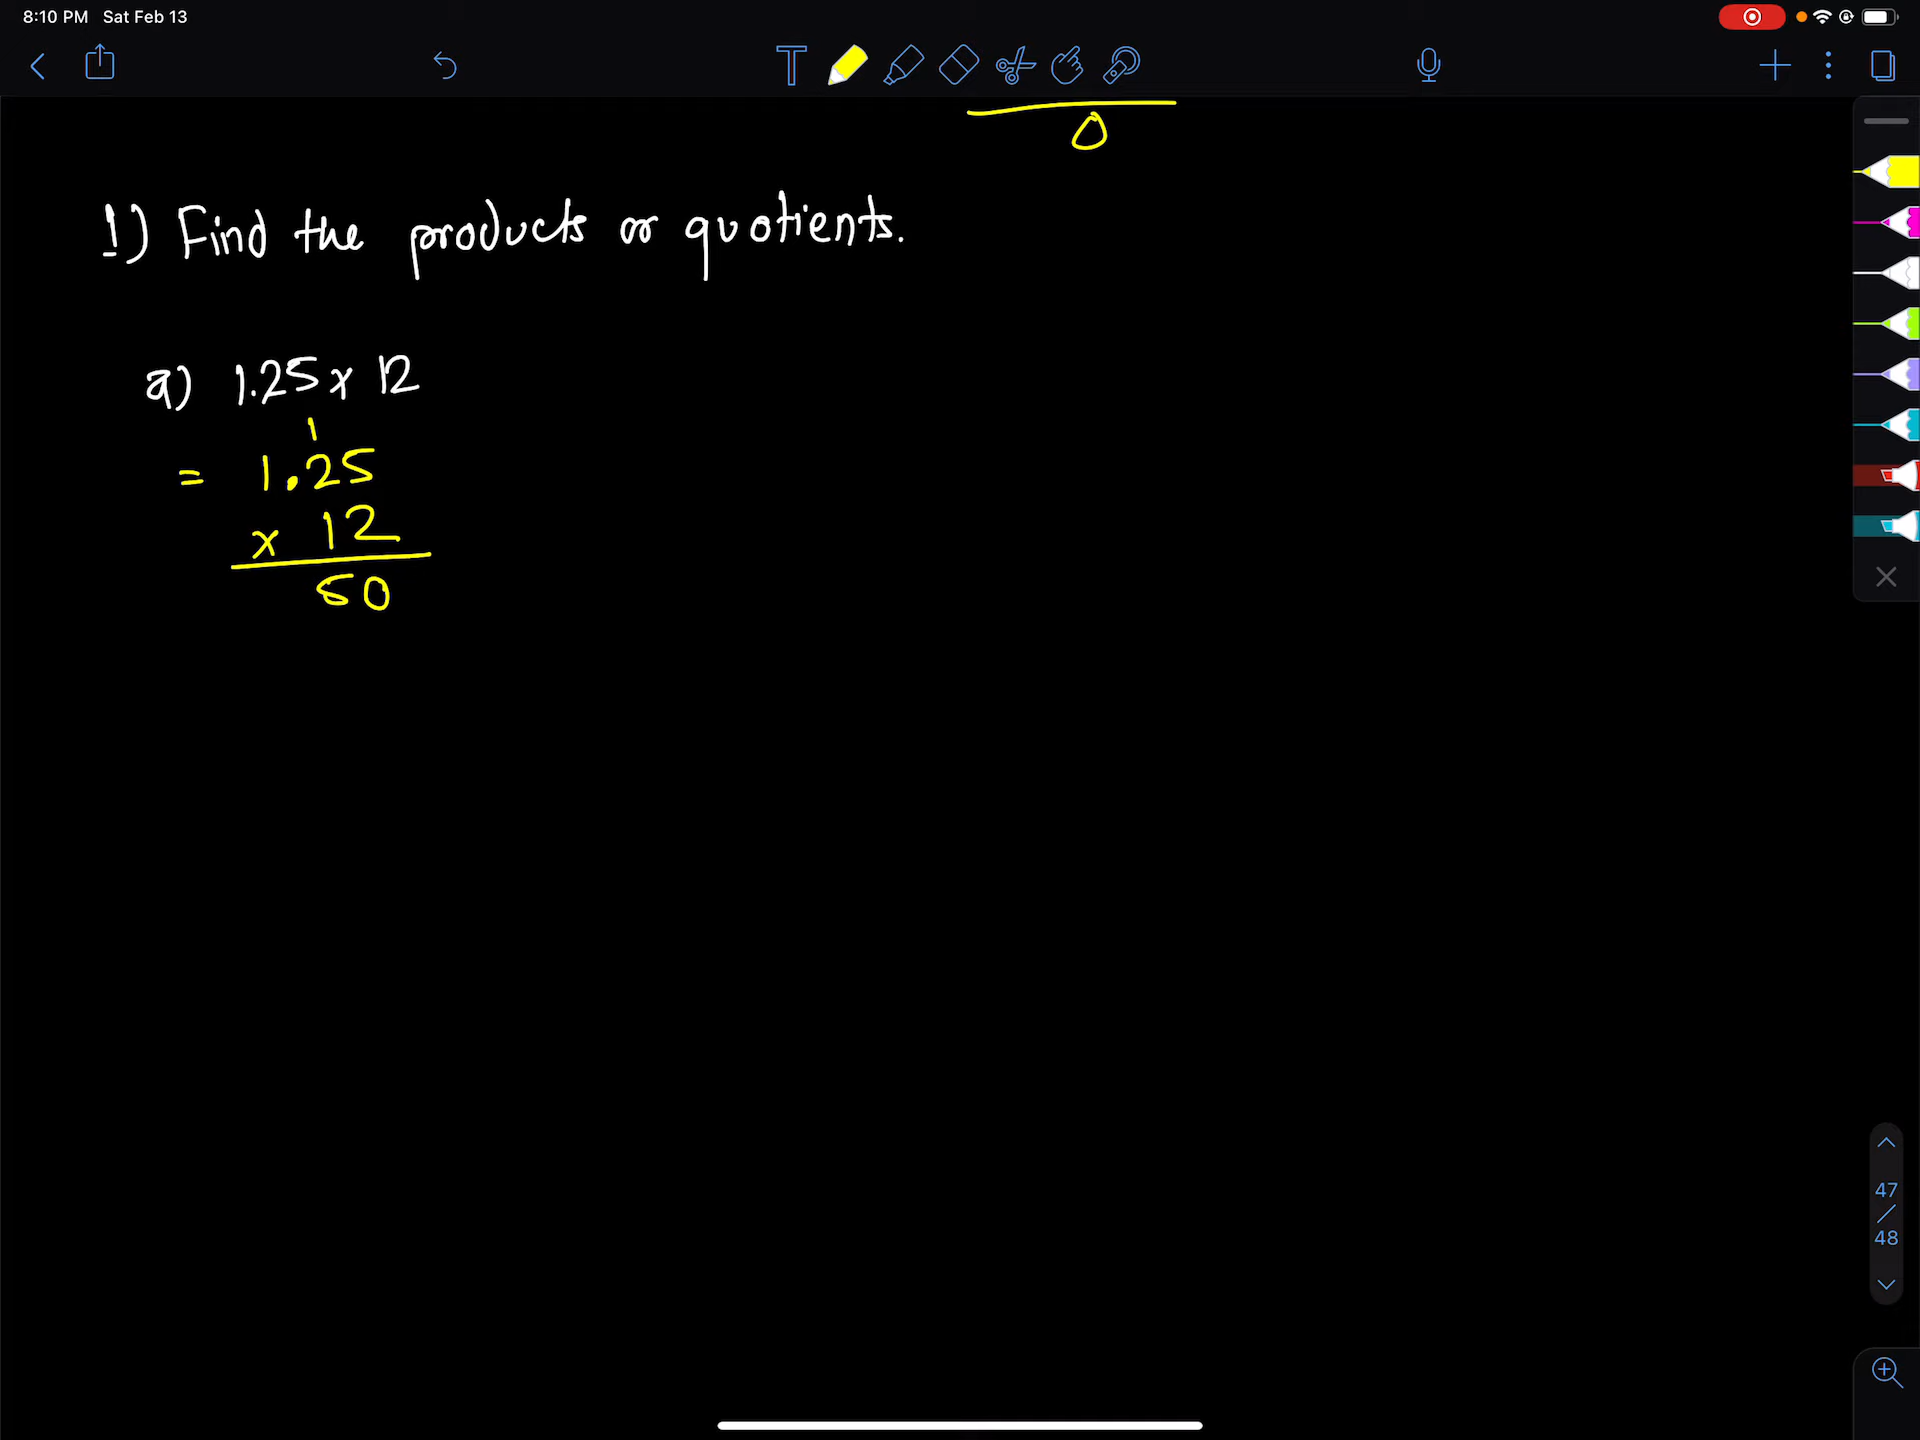 8:10 PM Sat Feb 13
T
0
1) Find the products or quotients.
a) 1.25 x 12
1
= 1.25
x 12
50
47
/
48